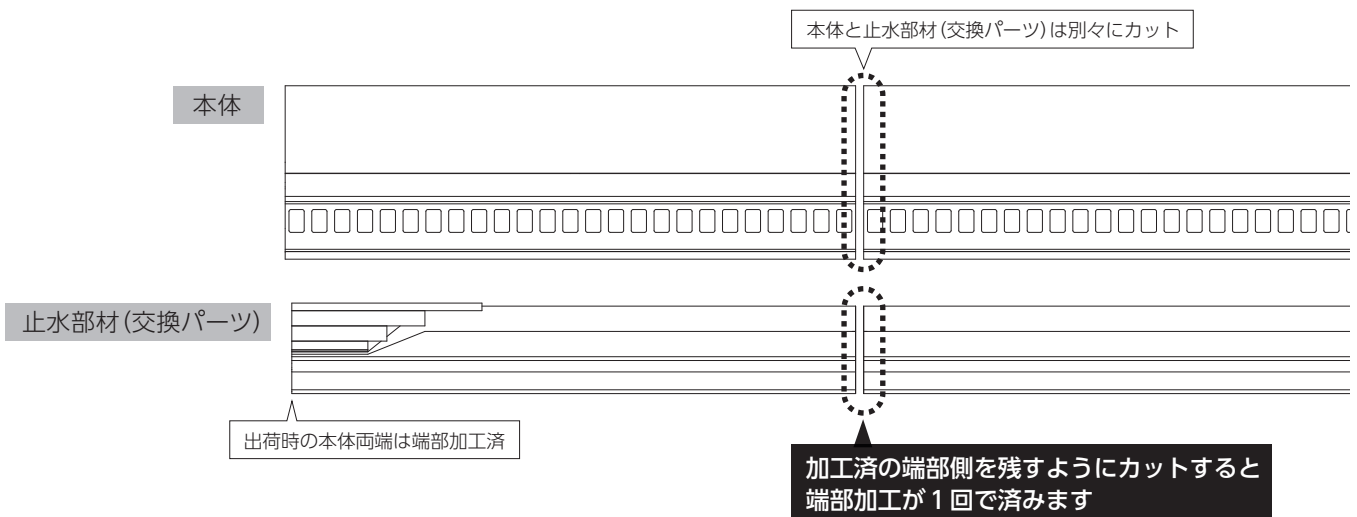 本体と止水部材(交換パーツ)は別々にカット
本体
止水部材(交換パーツ)
出荷時の本体両端は端部加工済
加工済の端部側を残すようにカットすると
端部加工が1回で済みます